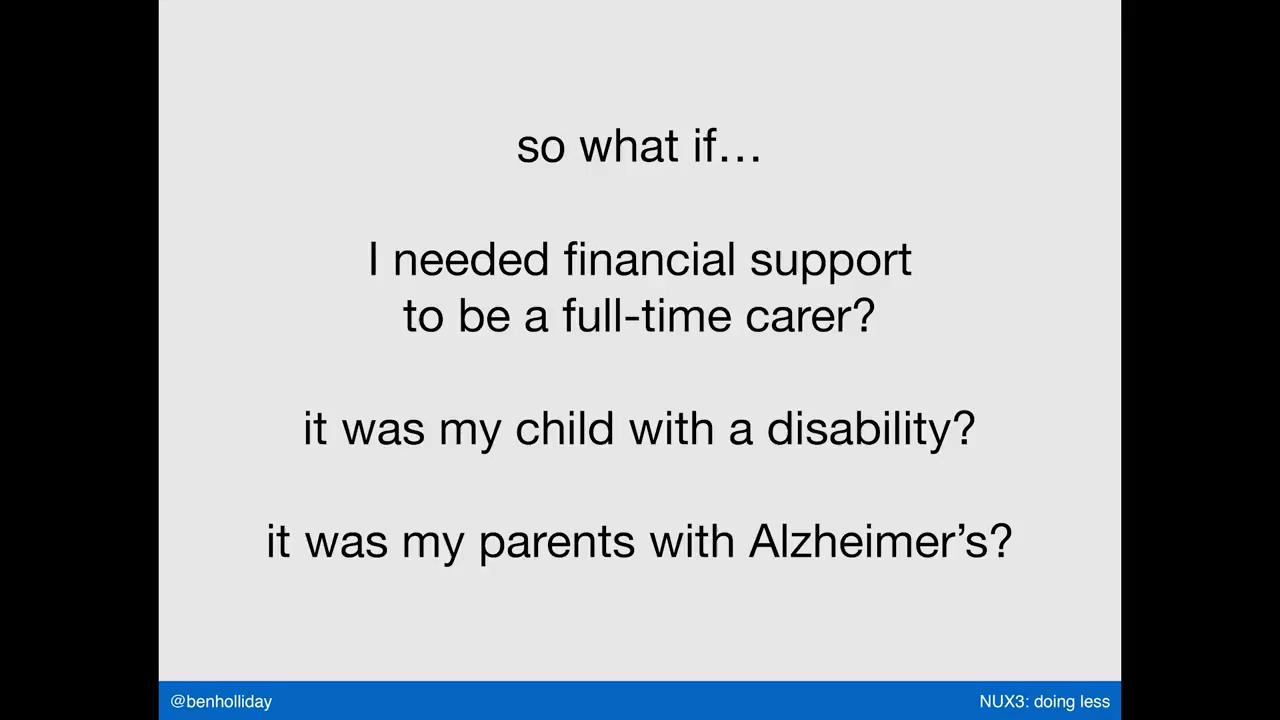 so what if…
I needed financial support
to be a full-time carer?
it was my child with a disability?
it was my parents with Alzheimer’s?
@benholliday
NUX3: doing less